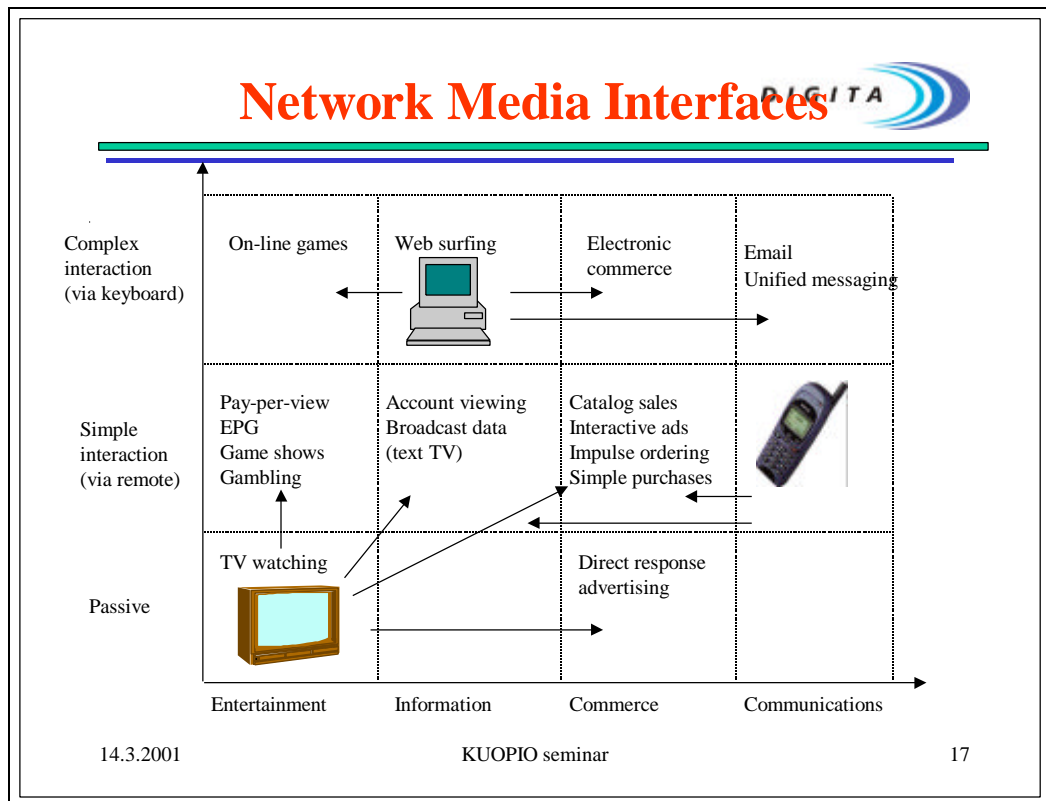 Network Media Interfaces
DIGITA
Complex
interaction
(via keyboard)
On-line games
Web surfing
Electronic
commerce
Email
Unified messaging
Simple
interaction
(via remote)
Pay-per-view
EPG
Game shows
Gambling
Account viewing
Broadcast data
(text TV)
Catalog sales
Interactive ads
Impulse ordering
Simple purchases
Passive
TV watching
Direct response
advertising
Entertainment
Information
Commerce
Communications
14.3.2001
KUOPIO seminar
17